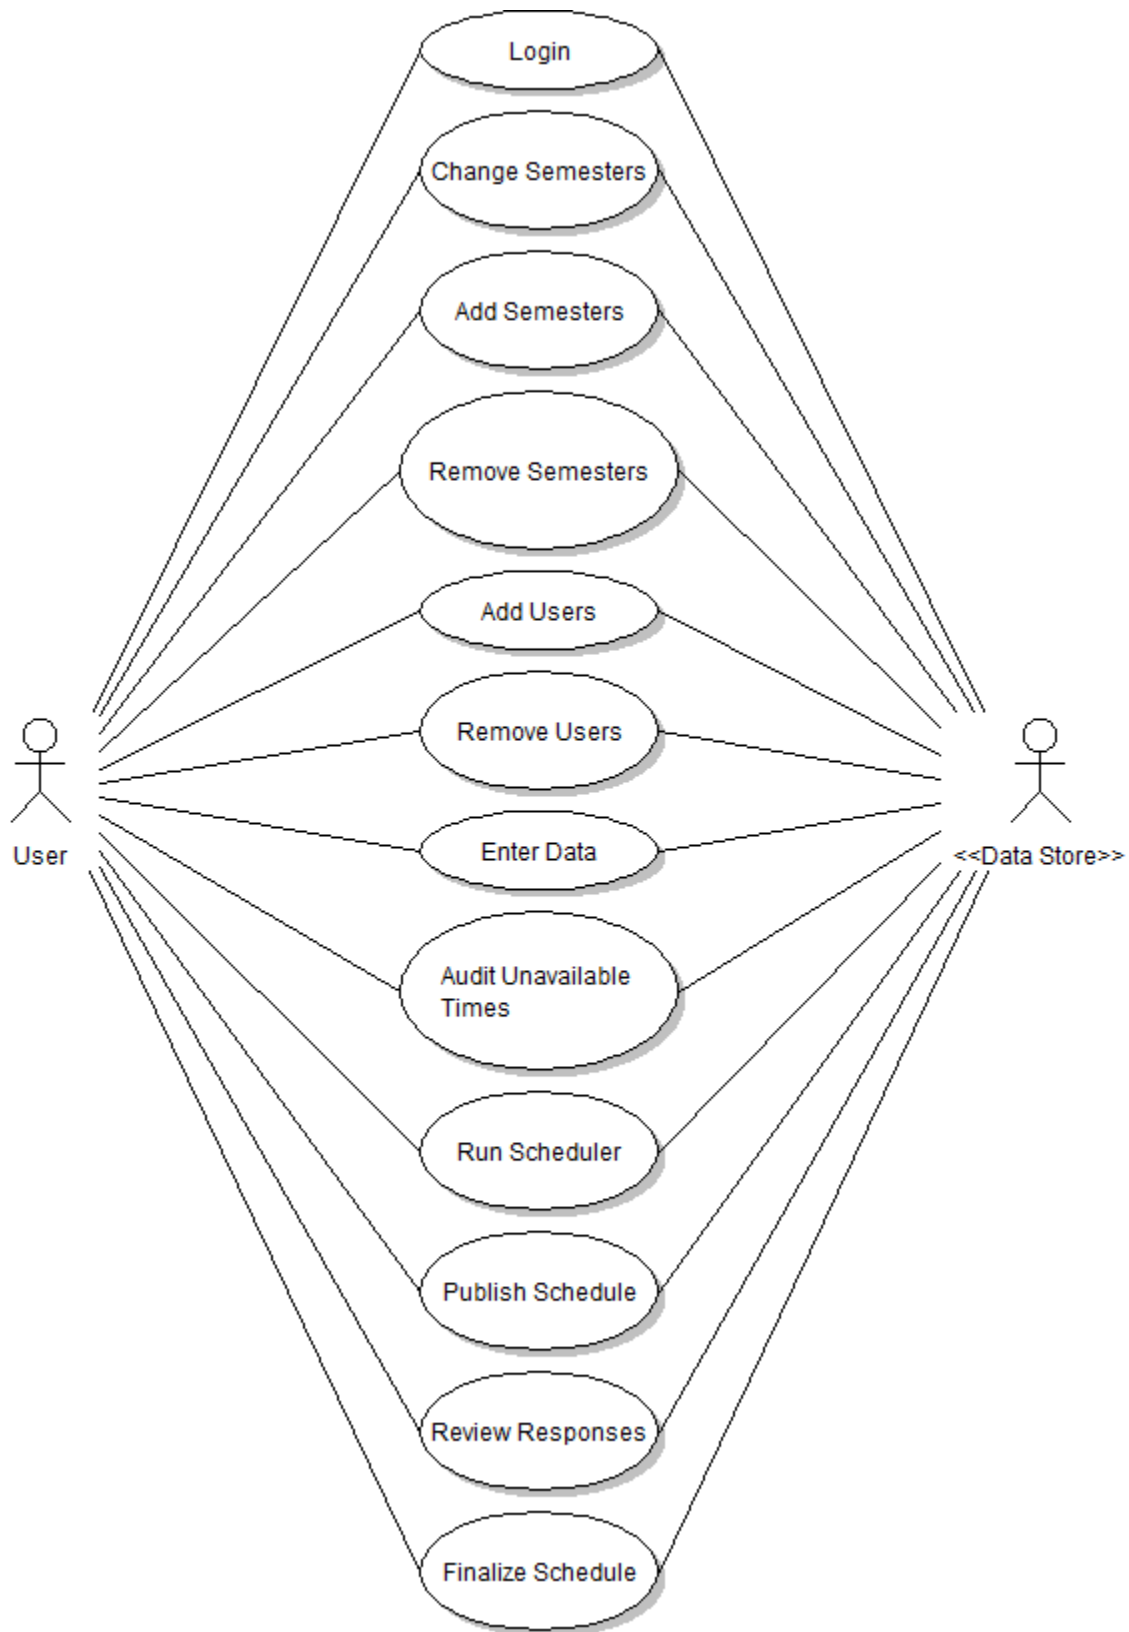 Login
Change Semesters
Add Semesters
Remove Semesters
Add Users
Remove Users
User
Enter Data
<<Data Store>>
Audit Unavailable
Times
Run Scheduler
Publish Schedule
Review Responses
Finalize Schedule